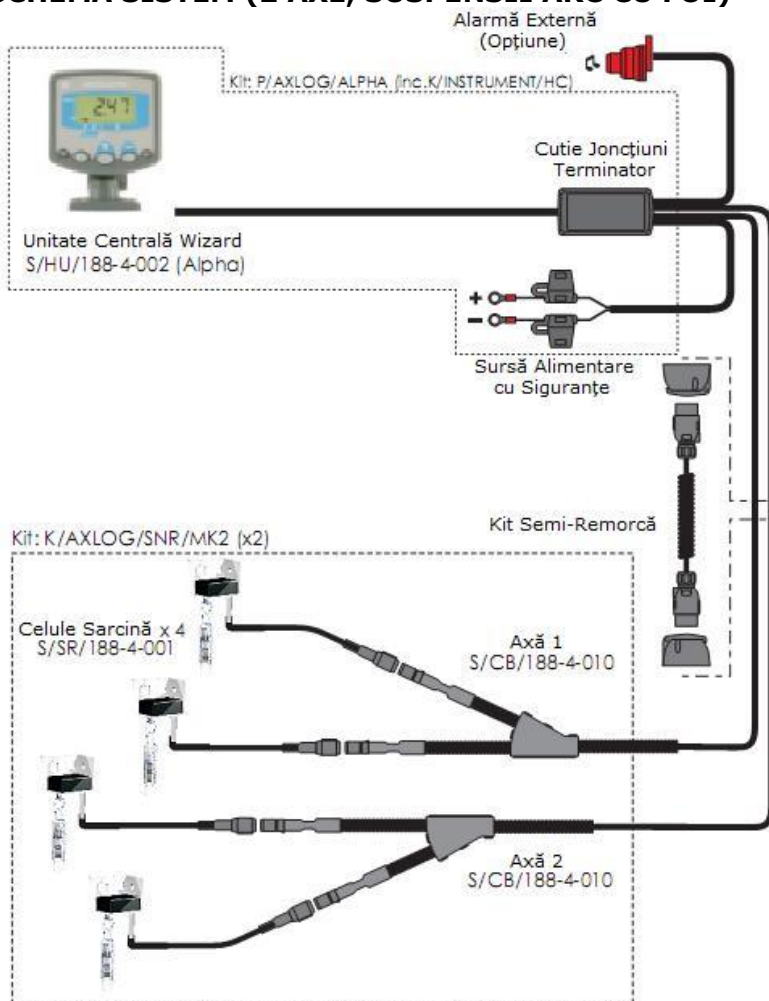 Alarmă Externă
(Opțiune)
Kit: P/AXLOG/ALPHA (inc.K/INSTRUMENT/HC)
2.47
Cutie Joncțiuni
Terminator
Unitate Centrală Wizard
S/HU/188-4-002 (Alpha)
+
−
Sursă Alimentare
cu Siguranțe
Kit Semi-Remorcă
Kit: K/AXLOG/SNR/MK2 (x2)
Celule Sarcină x 4
S/SR/188-4-001
Axă 1
S/CB/188-4-010
Axă 2
S/CB/188-4-010